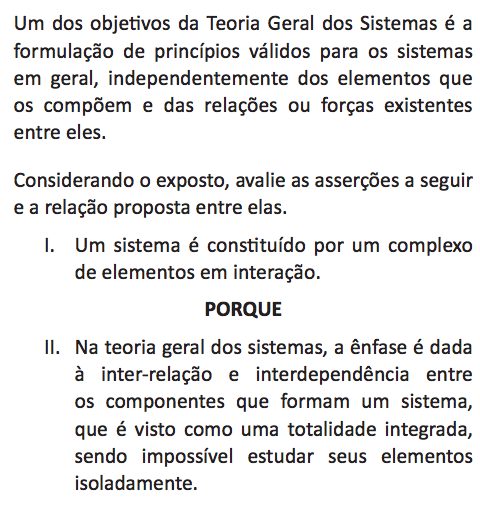 Um dos objetivos da Teoria Geral dos Sistemas é a
formulação de princípios válidos para os sistemas
em geral, independentemente dos elementos que
os compõem e das relações ou forças existentes
entre eles.
Considerando o exposto, avalie as asserções a seguir
e a relação proposta entre elas.
I. Um sistema é constituído por um complexo
de elementos em interação.
PORQUE
II. Na teoria geral dos sistemas, a ênfase é dada
à inter-relação e interdependência entre
os componentes que formam um sistema,
que é visto como uma totalidade integrada,
sendo impossível estudar seus elementos
isoladamente.